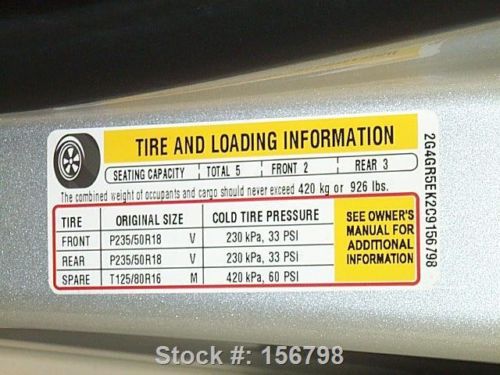 TIRE AND LOADING INFORMATION
SEATING CAPACITY TOTAL 5 FRONT 2 REAR 3
The combined weight of occupants and cargo should never exceed 420 kg or 926 lbs.
TIRE ORIGINAL SIZE COLD TIRE PRESSURE
FRONT P235/50R18 V 230 kPa, 33 PSI
REAR P235/50R18 V 230 kPa, 33 PSI
SPARE T125/80R16 M 420 kPa, 60 PSI
SEE OWNER'S
MANUAL FOR
ADDITIONAL
INFORMATION
2G4GR5EK2C9156798
Stock #: 156798